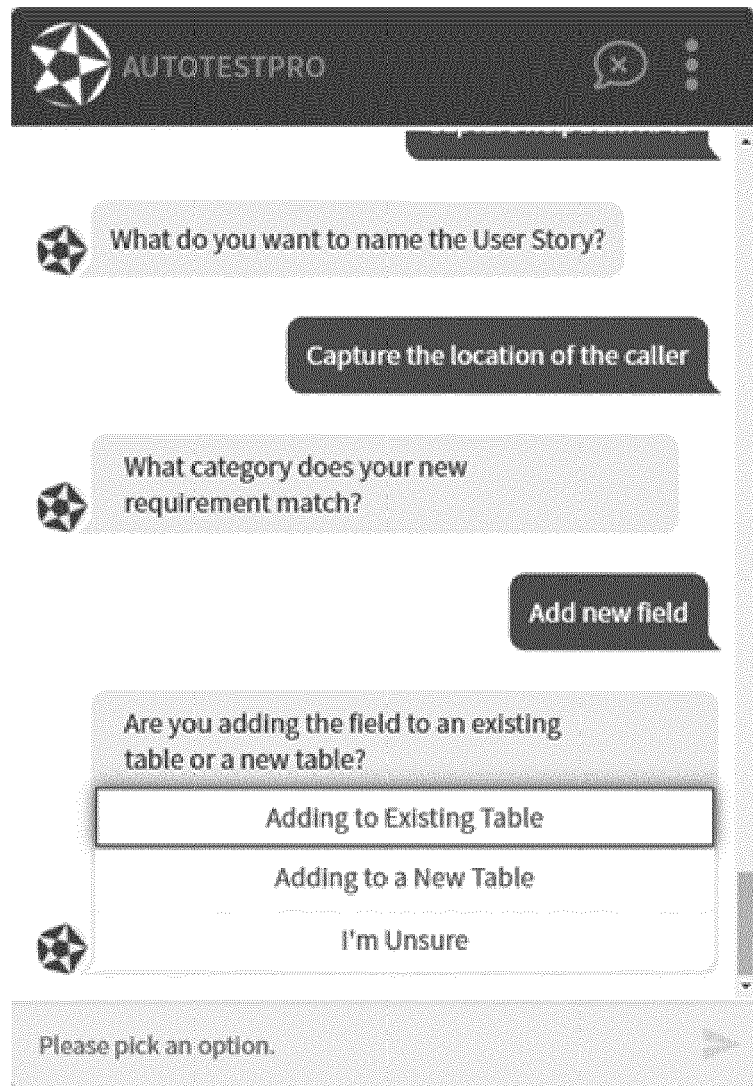 AUTOTESTPRO
What do you want to name the User Story?
Capture the location of the caller
What category does your new
requirement match?
Add new field
Are you adding the field to an existing
table or a new table?
Adding to Existing Table
Adding to a New Table
I'm Unsure
Please pick an option.